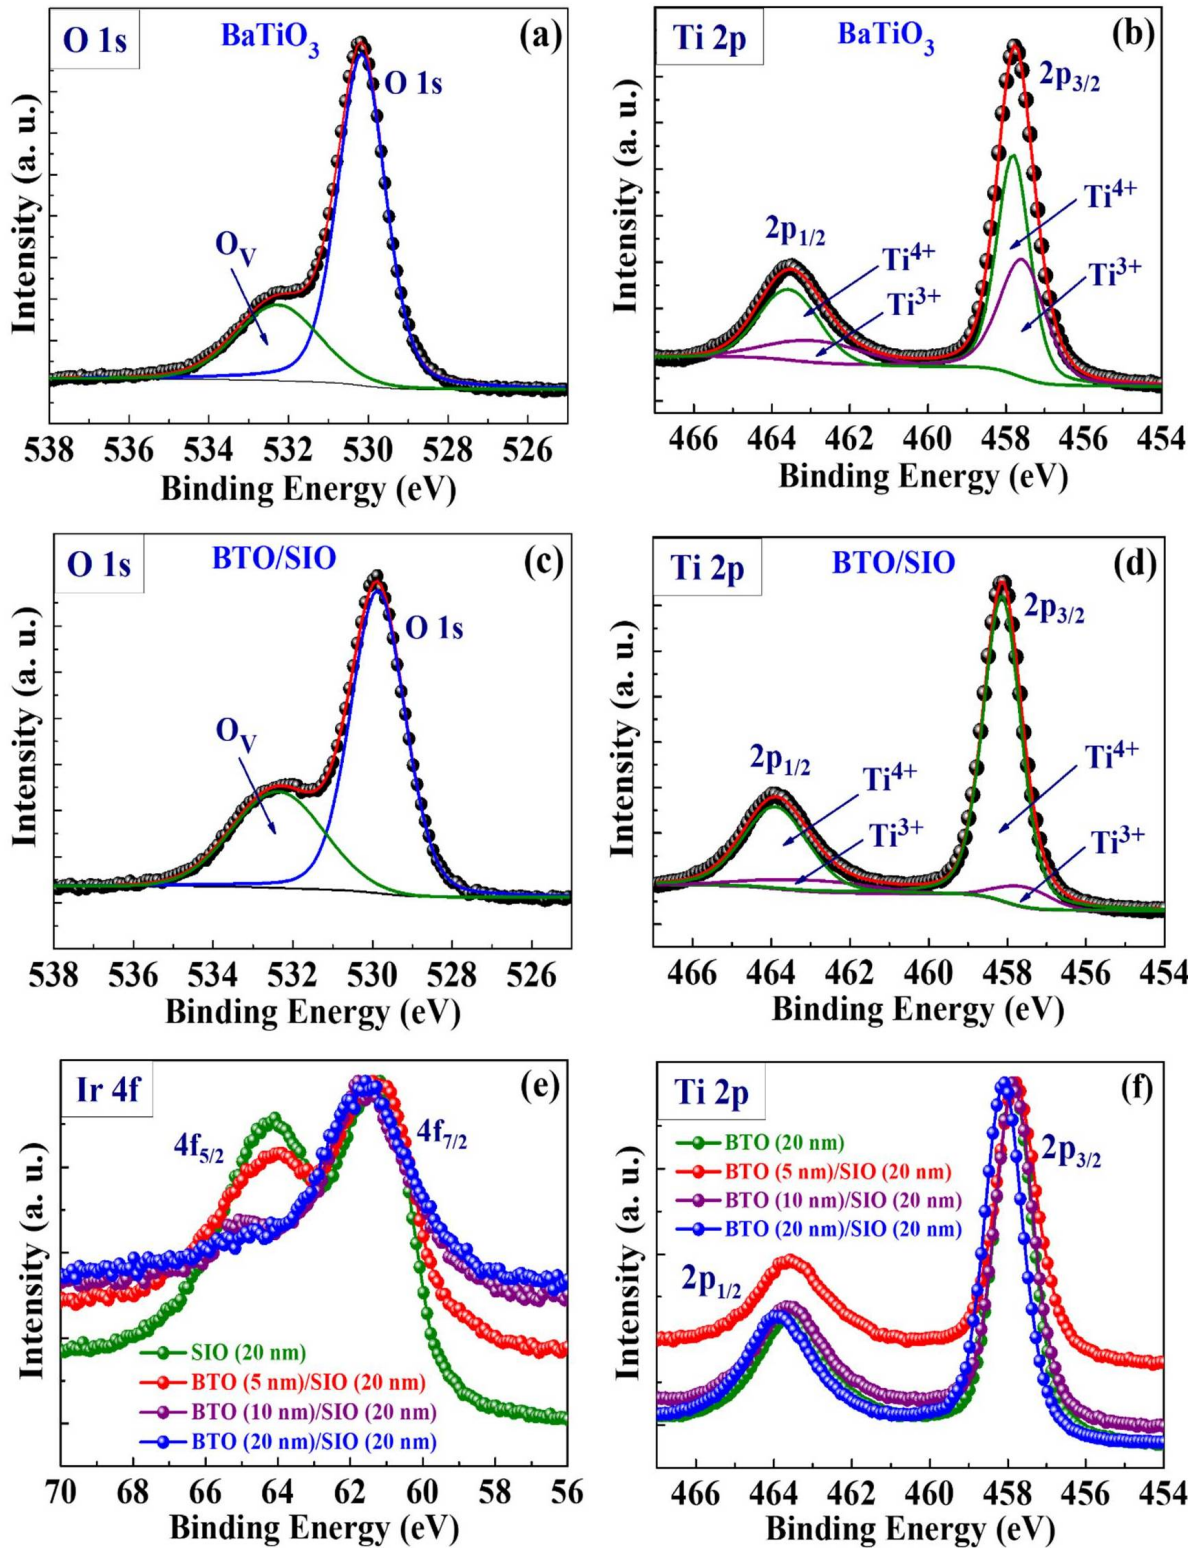 O 1s
BaTiO3
(a)
O 1s
OV
Intensity (a. u.)
538 536 534 532 530 528 526
Binding Energy (eV)
Ti 2p
BaTiO3
(b)
2p3/2
Ti4+
2p1/2
Ti4+
Ti3+
Ti3+
Intensity (a. u.)
466 464 462 460 458 456 454
Binding Energy (eV)
O 1s
BTO/SIO
(c)
O 1s
OV
Intensity (a. u.)
538 536 534 532 530 528 526
Binding Energy (eV)
Ti 2p
BTO/SIO
(d)
2p3/2
2p1/2
Ti4+
Ti4+
Ti3+
Ti3+
Intensity (a. u.)
466 464 462 460 458 456 454
Binding Energy (eV)
Ir 4f
(e)
4f5/2
4f7/2
Intensity (a. u.)
SIO (20 nm)
BTO (5 nm)/SIO (20 nm)
BTO (10 nm)/SIO (20 nm)
BTO (20 nm)/SIO (20 nm)
70 68 66 64 62 60 58 56
Binding Energy (eV)
Ti 2p
(f)
BTO (20 nm)
BTO (5 nm)/SIO (20 nm)
BTO (10 nm)/SIO (20 nm)
BTO (20 nm)/SIO (20 nm)
2p3/2
2p1/2
Intensity (a. u.)
466 464 462 460 458 456 454
Binding Energy (eV)